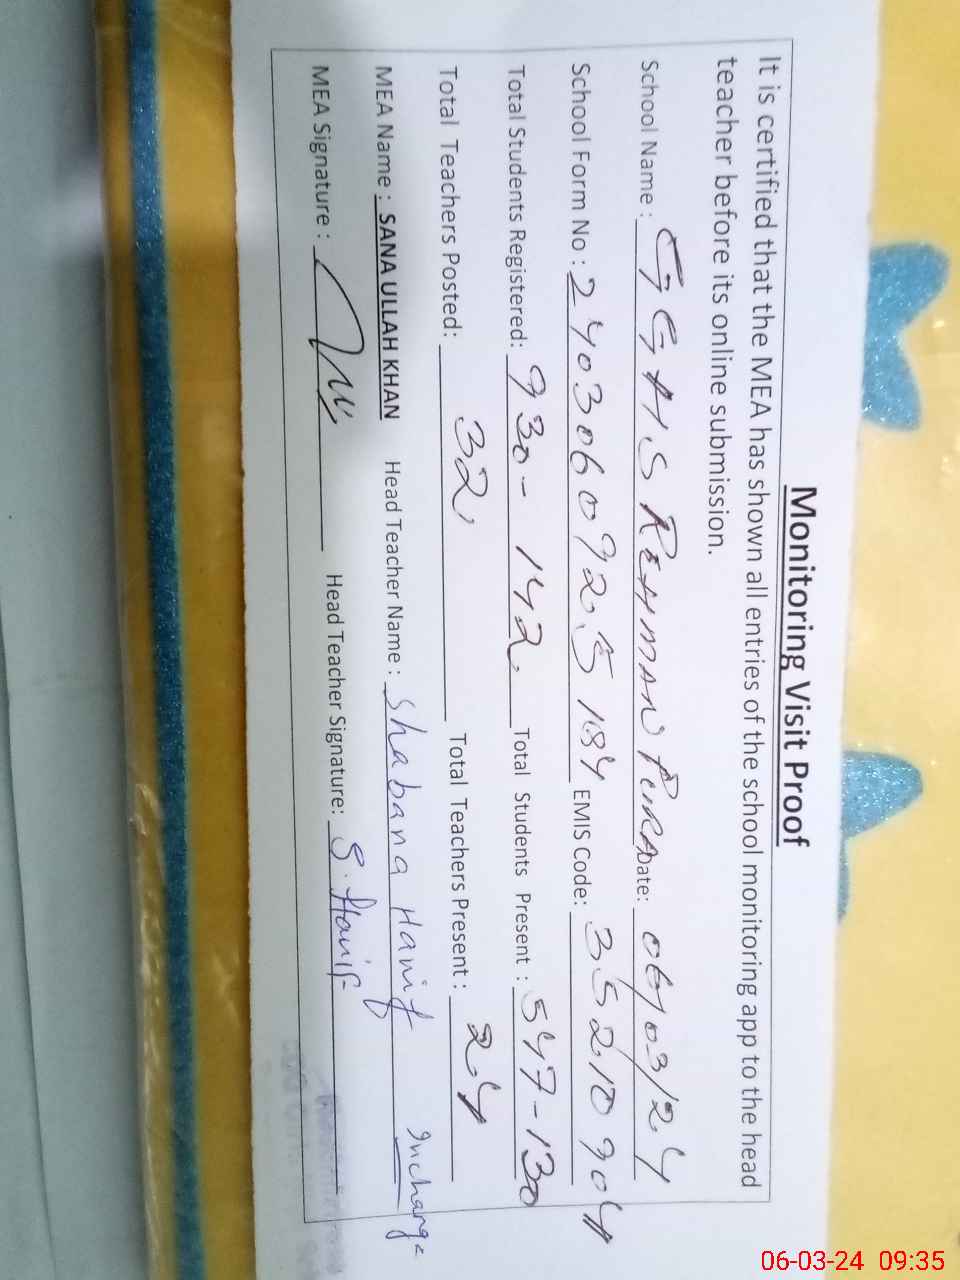 Monitoring Visit Proof
It is certified that the MEA has shown all entries of the school monitoring app to the head
teacher before its online submission.
School Name : GGHS REHMAN PURA Date: 06/03/24
School Form No : 2403060925184 EMIS Code: 35210904
Total Students Registered: 930 - 142 Total Students Present : 547-130
Total Teachers Posted: 32 Total Teachers Present : 24
MEA Name : SANA ULLAH KHAN Head Teacher Name : Shabana Hanif Incharge
MEA Signature : Head Teacher Signature: S. Hanif
06-03-24 09:35